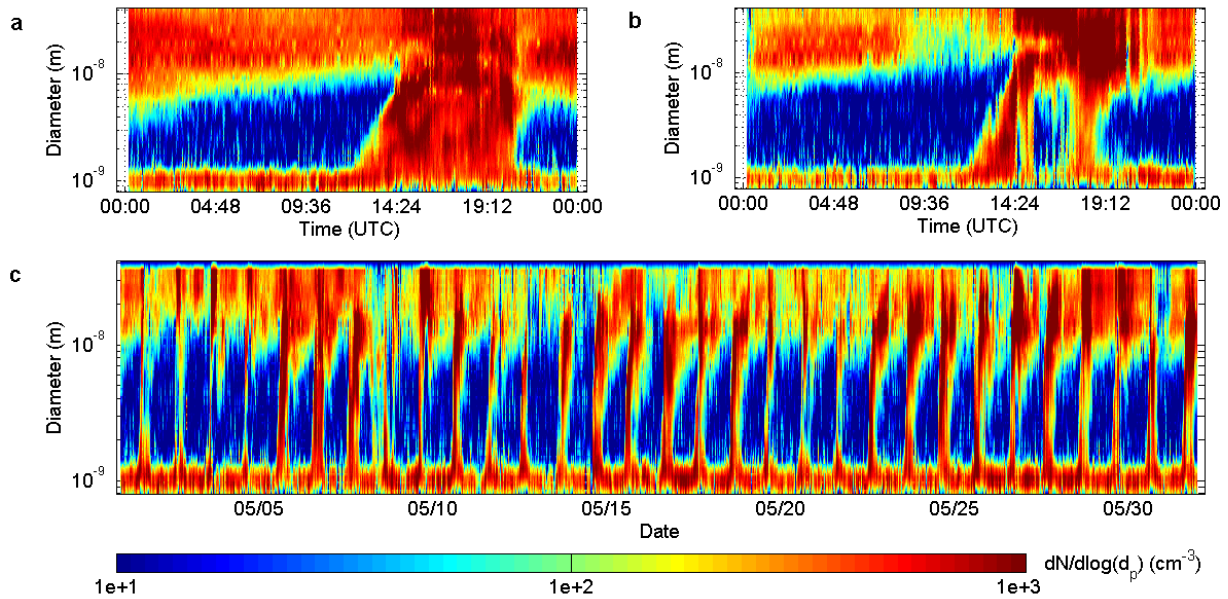 a
Diameter (m)
10⁻⁸
10⁻⁹
00:00 04:48 09:36 14:24 19:12 00:00
Time (UTC)
b
Diameter (m)
10⁻⁸
10⁻⁹
00:00 04:48 09:36 14:24 19:12 00:00
Time (UTC)
c
Diameter (m)
10⁻⁸
10⁻⁹
05/05 05/10 05/15 05/20 05/25 05/30
Date
dN/dlog(dₚ) (cm⁻³)
1e+1 1e+2 1e+3